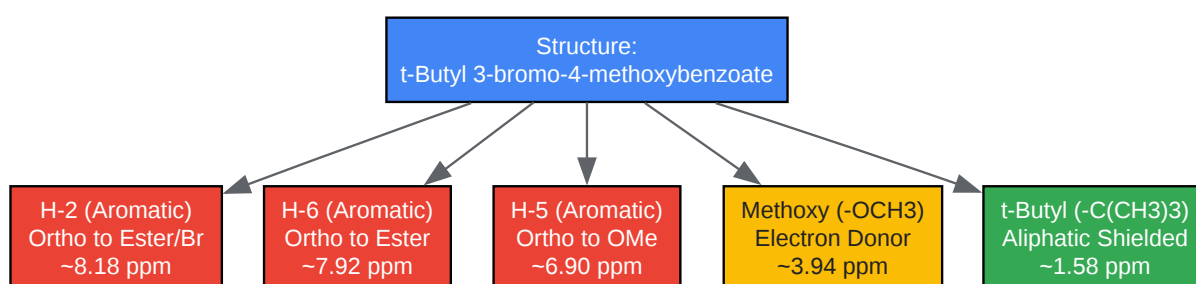 Structure:
t-Butyl 3-bromo-4-methoxybenzoate
H-2 (Aromatic)
Ortho to Ester/Br
~8.18 ppm
H-6 (Aromatic)
Ortho to Ester
~7.92 ppm
H-5 (Aromatic)
Ortho to OMe
~6.90 ppm
Methoxy (-OCH3)
Electron Donor
~3.94 ppm
t-Butyl (-C(CH3)3)
Aliphatic Shielded
~1.58 ppm